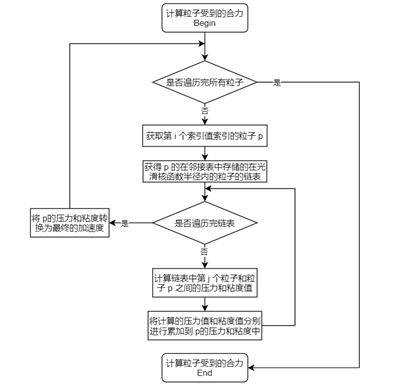 计算粒子受到的合力
Begin
是否遍历完所有粒子
是
否
获取第 i 个索引值索引的粒子 p
获得 p 的在邻接表中存储的在光
滑核函数半径内的粒子的链表
是否遍历完链表
是
将 p的压力和粘度转
换为最终的加速度
否
计算链表中第 j 个粒子和粒
子 p 之间的压力和粘度值
将计算的压力值和粘度值分别
进行累加到 p的压力和粘度中
计算粒子受到的合力
End